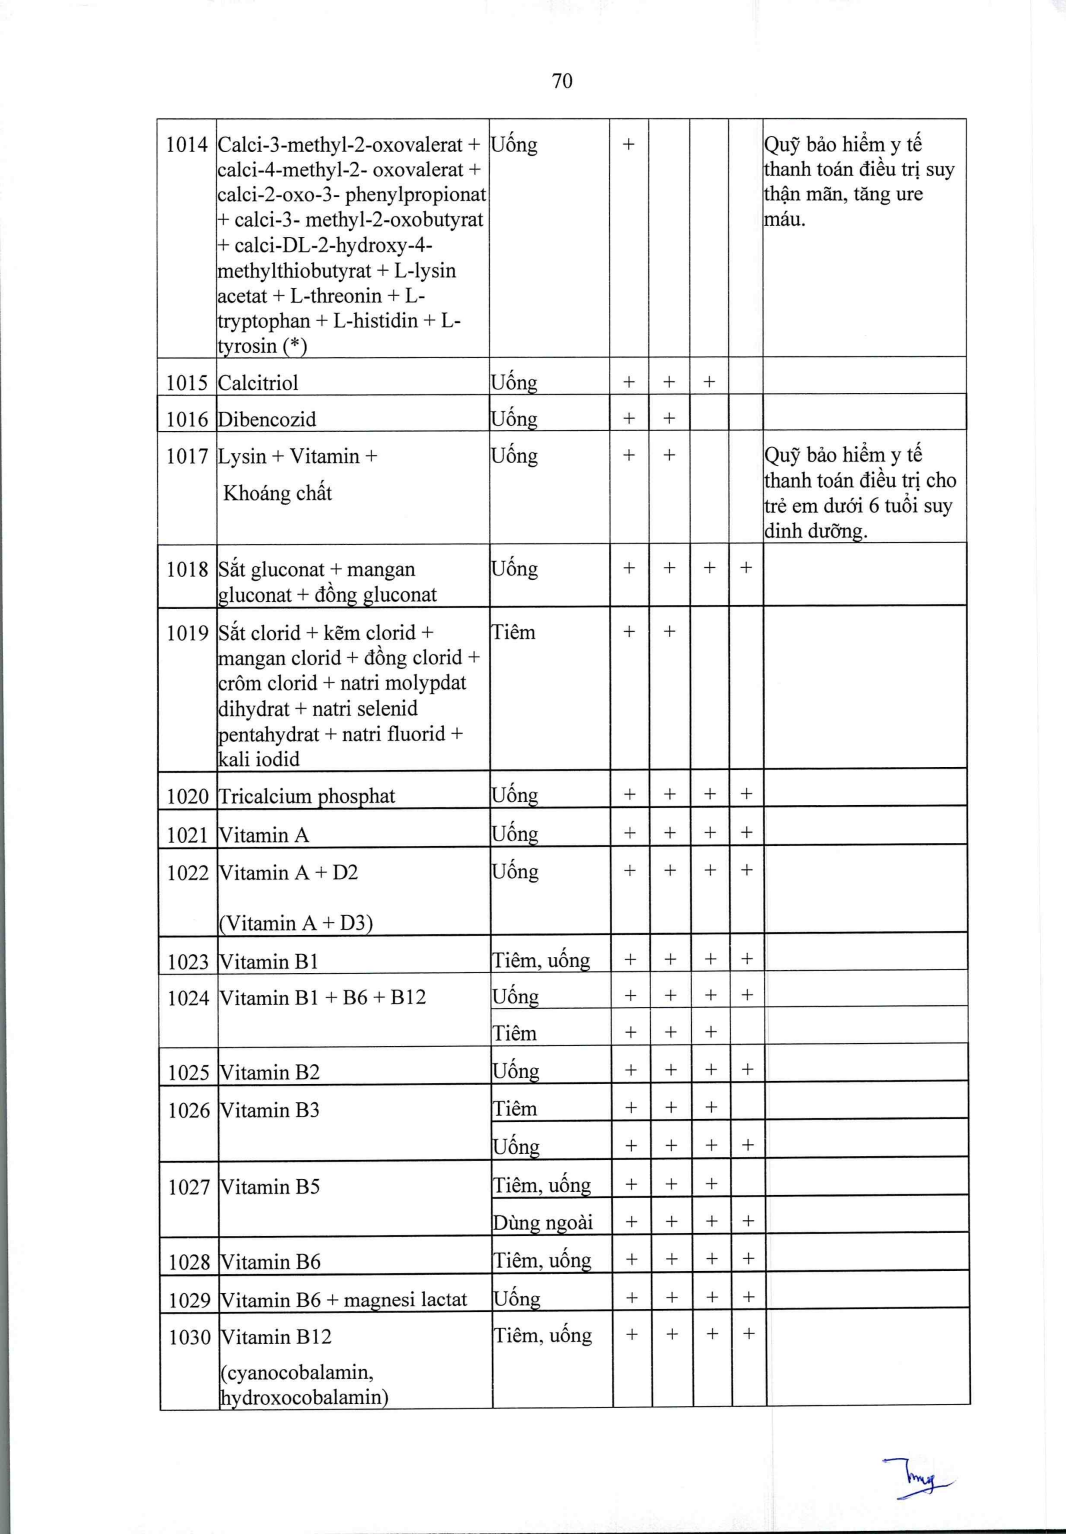 70
1014 Calci-3-methyl-2-oxovalerat + Uống + Quỹ bảo hiểm y tế
calci-4-methyl-2- oxovalerat + thanh toán điều trị suy
calci-2-oxo-3- phenylpropionat thận mãn, tăng ure
+ calci-3- methyl-2-oxobutyrat máu.
+ calci-DL-2-hydroxy-4-
methylthiobutyrat + L-lysin
acetat + L-threonin + L-
tryptophan + L-histidin + L-
tyrosin (*)
1015 Calcitriol Uống + + +
1016 Dibencozid Uống + +
1017 Lysin + Vitamin + Uống + + Quỹ bảo hiểm y tế
thanh toán điều trị cho
Khoáng chất trẻ em dưới 6 tuổi suy
dinh dưỡng.
1018 Sắt gluconat + mangan Uống + + + +
gluconat + đồng gluconat
1019 Sắt clorid + kẽm clorid + Tiêm + +
mangan clorid + đồng clorid +
crôm clorid + natri molypdat
dihydrat + natri selenid
pentahydrat + natri fluorid +
kali iodid
1020 Tricalcium phosphat Uống + + + +
1021 Vitamin A Uống + + + +
1022 Vitamin A + D2 Uống + + + +
(Vitamin A + D3)
1023 Vitamin B1 Tiêm, uống + + + +
1024 Vitamin B1 + B6 + B12 Uống + + + +
Tiêm + + +
1025 Vitamin B2 Uống + + + +
1026 Vitamin B3 Tiêm + + +
Uống + + + +
1027 Vitamin B5 Tiêm, uống + + +
Dùng ngoài + + + +
1028 Vitamin B6 Tiêm, uống + + + +
1029 Vitamin B6 + magnesi lactat Uống + + + +
1030 Vitamin B12 Tiêm, uống + + + +
(cyanocobalamin,
hydroxocobalamin)